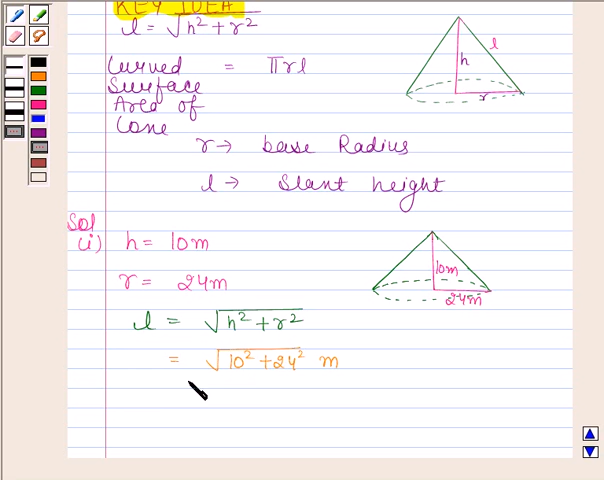 KEY IDEA
l = √h² + r²
l
h
r
Curved = πrl
Surface
Area of
Cone
r → base Radius
l → Slant height
Sol
(i) h = 10m
r = 24m
10m
24m
l = √h² + r²
= √10² + 24² m